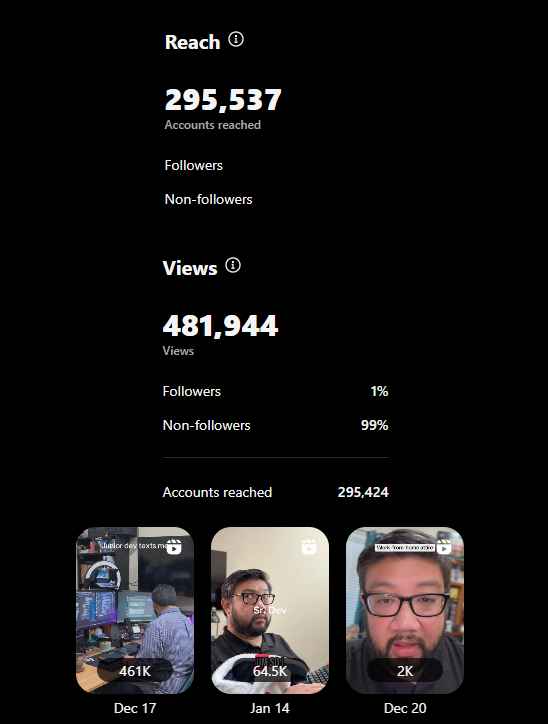 Reach
295,537
Accounts reached
Followers
Non-followers
Views
481,944
Views
Followers 1%
Non-followers 99%
Accounts reached 295,424
Junior dev texts me
Sr. Dev
Work-from-home attire
461K
64.5K
2K
Dec 17
Jan 14
Dec 20